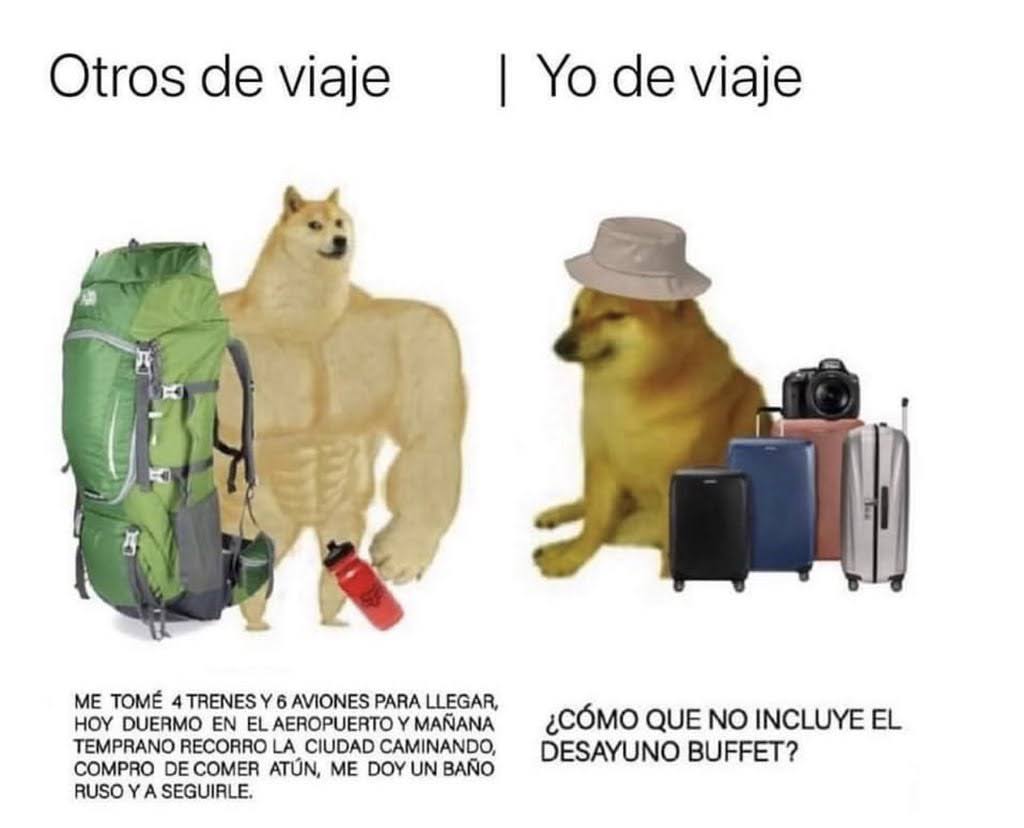 Otros de viaje | Yo de viaje
ME TOMÉ 4 TRENES Y 6 AVIONES PARA LLEGAR,
HOY DUERMO EN EL AEROPUERTO Y MAÑANA
TEMPRANO RECORRO LA CIUDAD CAMINANDO,
COMPRO DE COMER ATÚN, ME DOY UN BAÑO
RUSO Y A SEGUIRLE.
¿CÓMO QUE NO INCLUYE EL
DESAYUNO BUFFET?